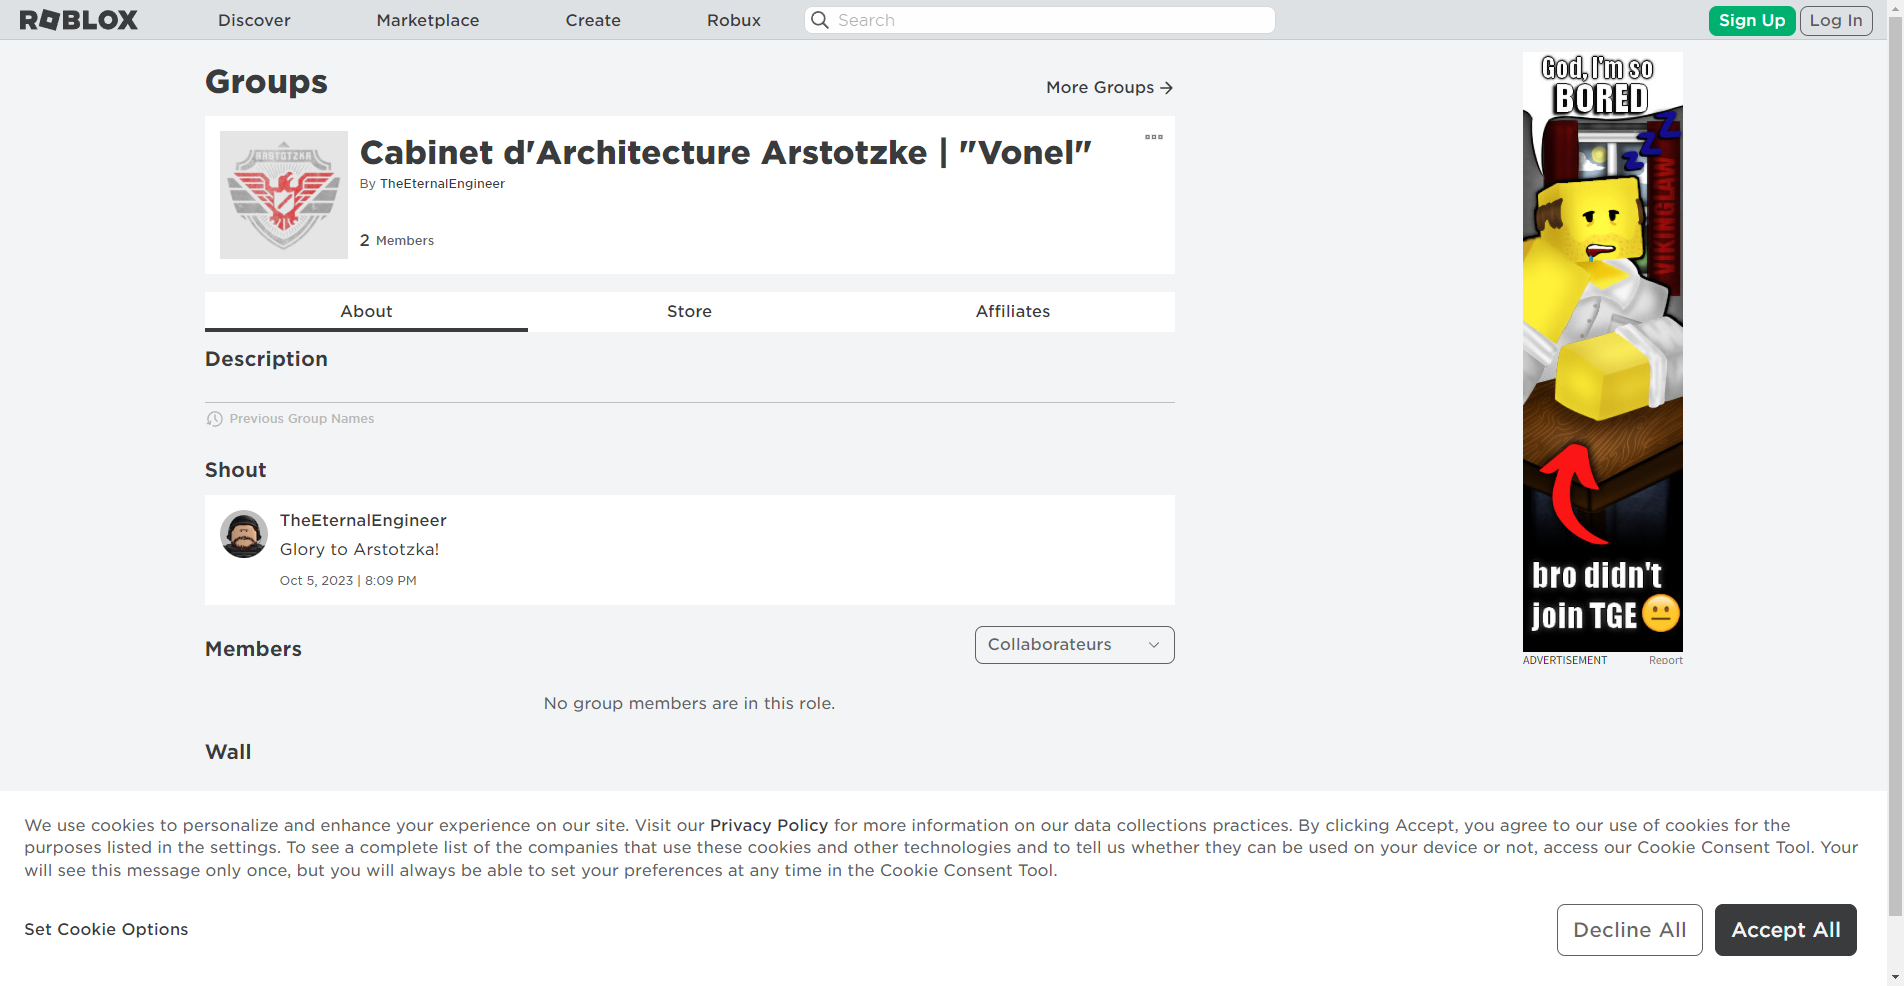 ROBLOX
Discover
Marketplace
Create
Robux
Search
Sign Up
Log In
Groups
More Groups
ARSTOTZKA
Cabinet d'Architecture Arstotzke | "Vonel"
By TheEternalEngineer
2 Members
About
Store
Affiliates
Description
Previous Group Names
Shout
TheEternalEngineer
Glory to Arstotzka!
Oct 5, 2023 | 8:09 PM
Members
Collaborateurs
No group members are in this role.
Wall
God, I'm so
BORED
Z Z Z
VIKINGLAW
bro didn't
join TGE
ADVERTISEMENT
Report
We use cookies to personalize and enhance your experience on our site. Visit our Privacy Policy for more information on our data collections practices. By clicking Accept, you agree to our use of cookies for the
purposes listed in the settings. To see a complete list of the companies that use these cookies and other technologies and to tell us whether they can be used on your device or not, access our Cookie Consent Tool. Your
will see this message only once, but you will always be able to set your preferences at any time in the Cookie Consent Tool.
Set Cookie Options
Decline All
Accept All